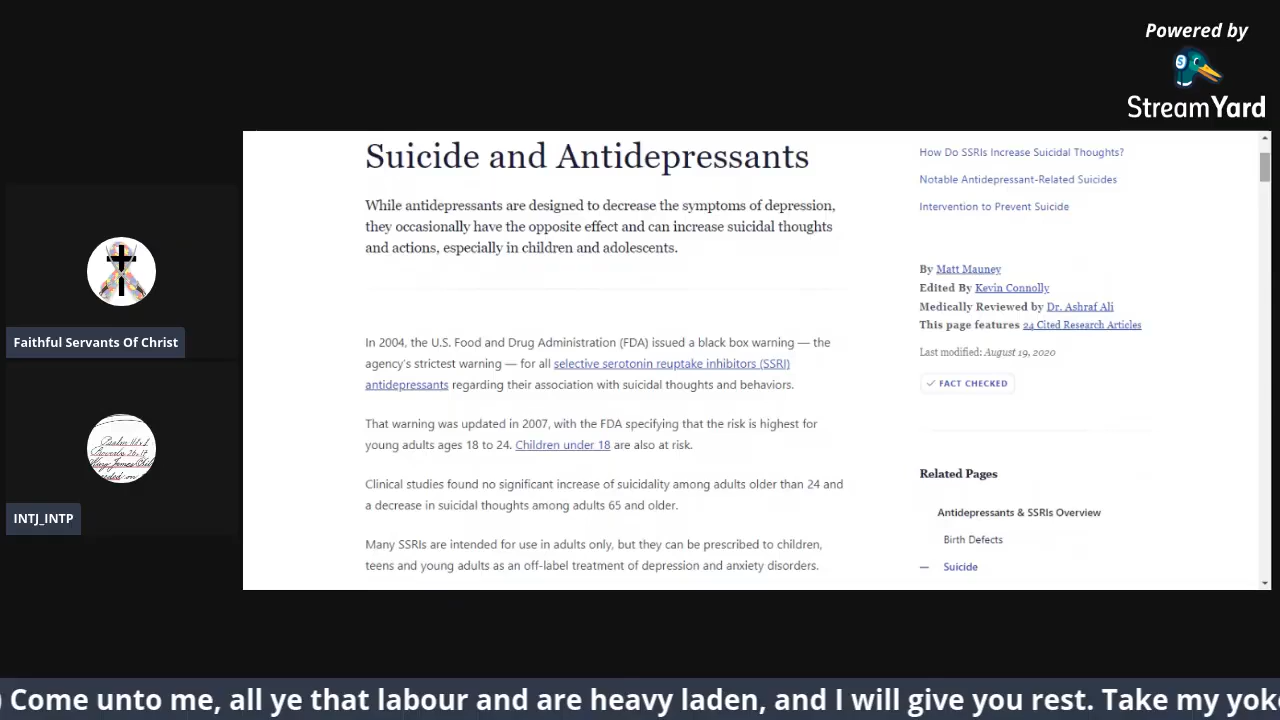 Powered by
StreamYard
Suicide and Antidepressants
While antidepressants are designed to decrease the symptoms of depression,
they occasionally have the opposite effect and can increase suicidal thoughts
and actions, especially in children and adolescents.
In 2004, the U.S. Food and Drug Administration (FDA) issued a black box warning — the
agency's strictest warning — for all selective serotonin reuptake inhibitors (SSRI)
antidepressants regarding their association with suicidal thoughts and behaviors.
That warning was updated in 2007, with the FDA specifying that the risk is highest for
young adults ages 18 to 24. Children under 18 are also at risk.
Clinical studies found no significant increase of suicidality among adults older than 24 and
a decrease in suicidal thoughts among adults 65 and older.
Many SSRIs are intended for use in adults only, but they can be prescribed to children,
teens and young adults as an off-label treatment of depression and anxiety disorders.
How Do SSRIs Increase Suicidal Thoughts?
Notable Antidepressant-Related Suicides
Intervention to Prevent Suicide
By Matt Mauney
Edited By Kevin Connolly
Medically Reviewed by Dr. Ashraf Ali
This page features 24 Cited Research Articles
Last modified: August 19, 2020
✓ FACT CHECKED
Related Pages
Antidepressants & SSRIs Overview
Birth Defects
— Suicide
Faithful Servants Of Christ
INTJ_INTP
) Come unto me, all ye that labour and are heavy laden, and I will give you rest. Take my yok